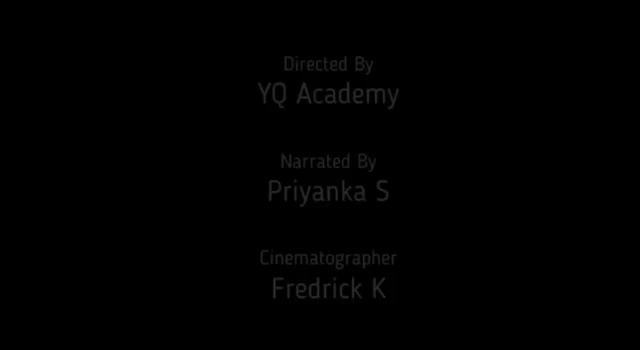 Directed By
YQ Academy
Narrated By
Priyanka S
Cinematographer
Fredrick K